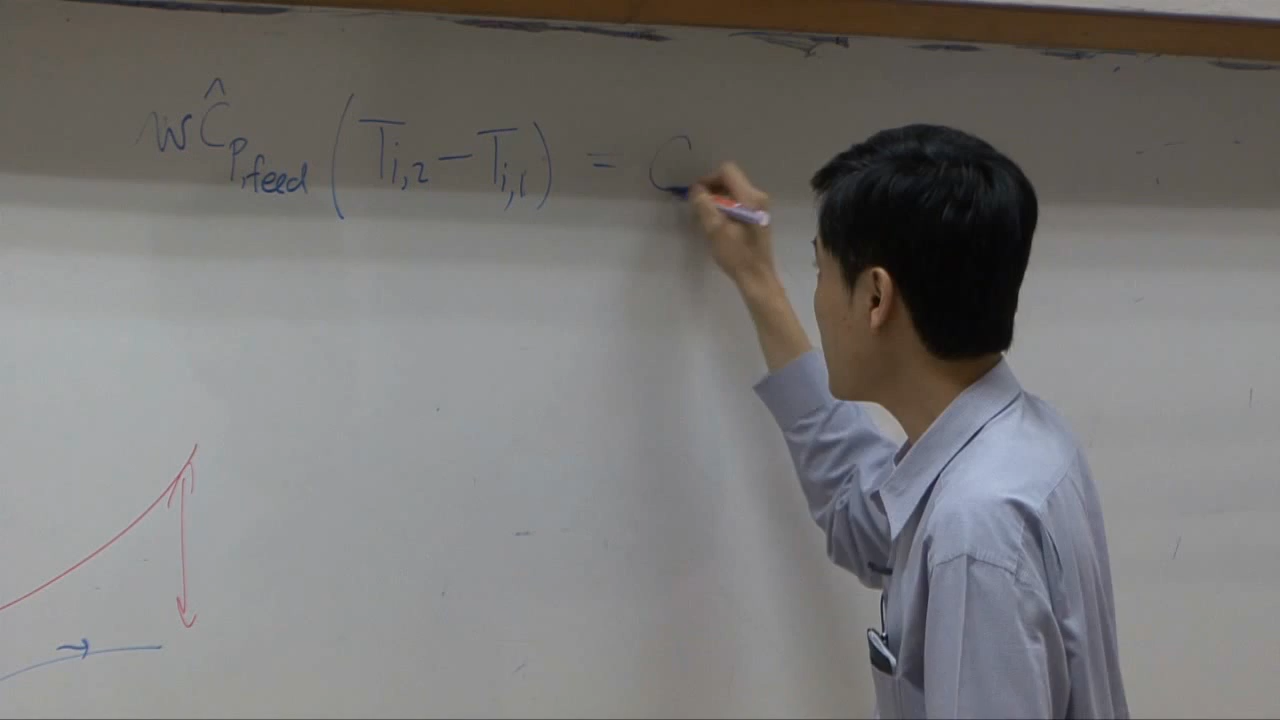 wĈp,feed (Ti,2 − Ti,1) = C